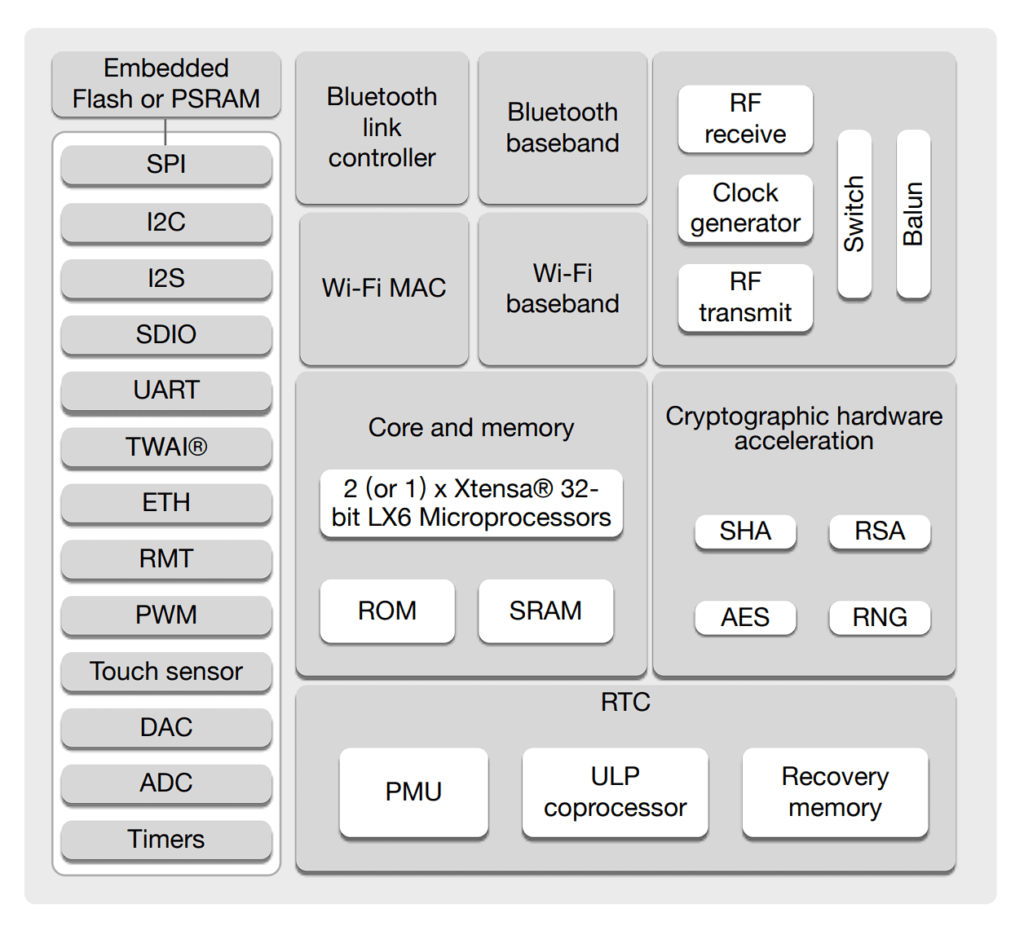 Embedded
Flash or PSRAM
SPI
I2C
I2S
SDIO
UART
TWAI®
ETH
RMT
PWM
Touch sensor
DAC
ADC
Timers
Bluetooth
link
controller
Bluetooth
baseband
Wi-Fi MAC
Wi-Fi
baseband
RF
receive
Clock
generator
RF
transmit
Switch
Balun
Core and memory
2 (or 1) x Xtensa® 32-
bit LX6 Microprocessors
ROM
SRAM
Cryptographic hardware
acceleration
SHA
RSA
AES
RNG
RTC
PMU
ULP
coprocessor
Recovery
memory